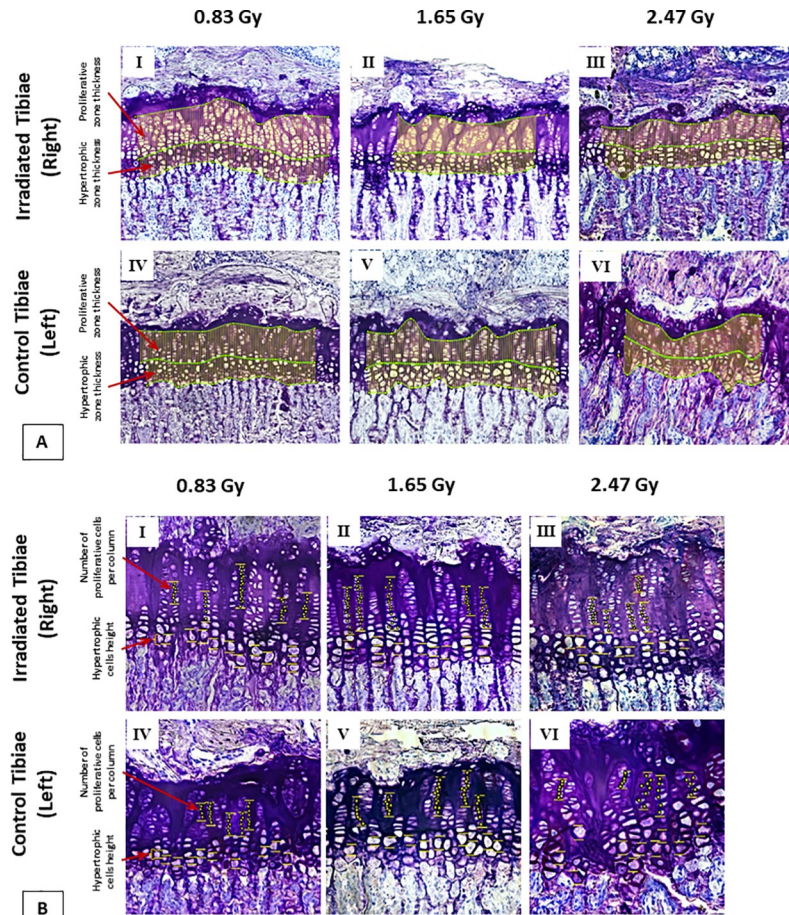 0.83 Gy
1.65 Gy
2.47 Gy
Irradiated Tibiae
(Right)
Proliferative
zone thickness
Hypertrophic
zone thickness
I
II
III
Control Tibiae
(Left)
Proliferative
zone thickness
Hypertrophic
zone thickness
IV
V
VI
A
0.83 Gy
1.65 Gy
2.47 Gy
Irradiated Tibiae
(Right)
Number of
proliferative cells
per column
Hypertrophic
cells height
I
II
III
Control Tibiae
(Left)
Number of
proliferative cells
per column
Hypertrophic
cells height
IV
V
VI
B